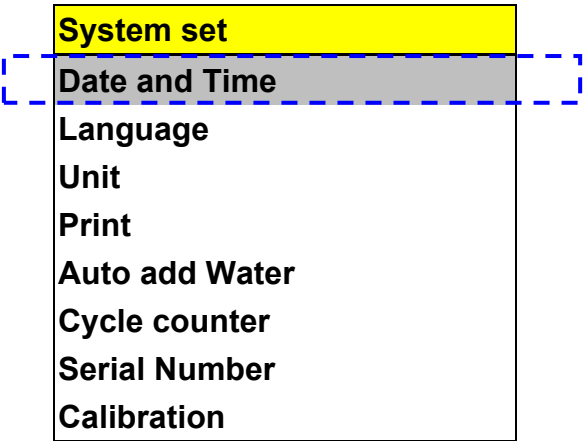 System set
Date and Time
Language
Unit
Print
Auto add Water
Cycle counter
Serial Number
Calibration